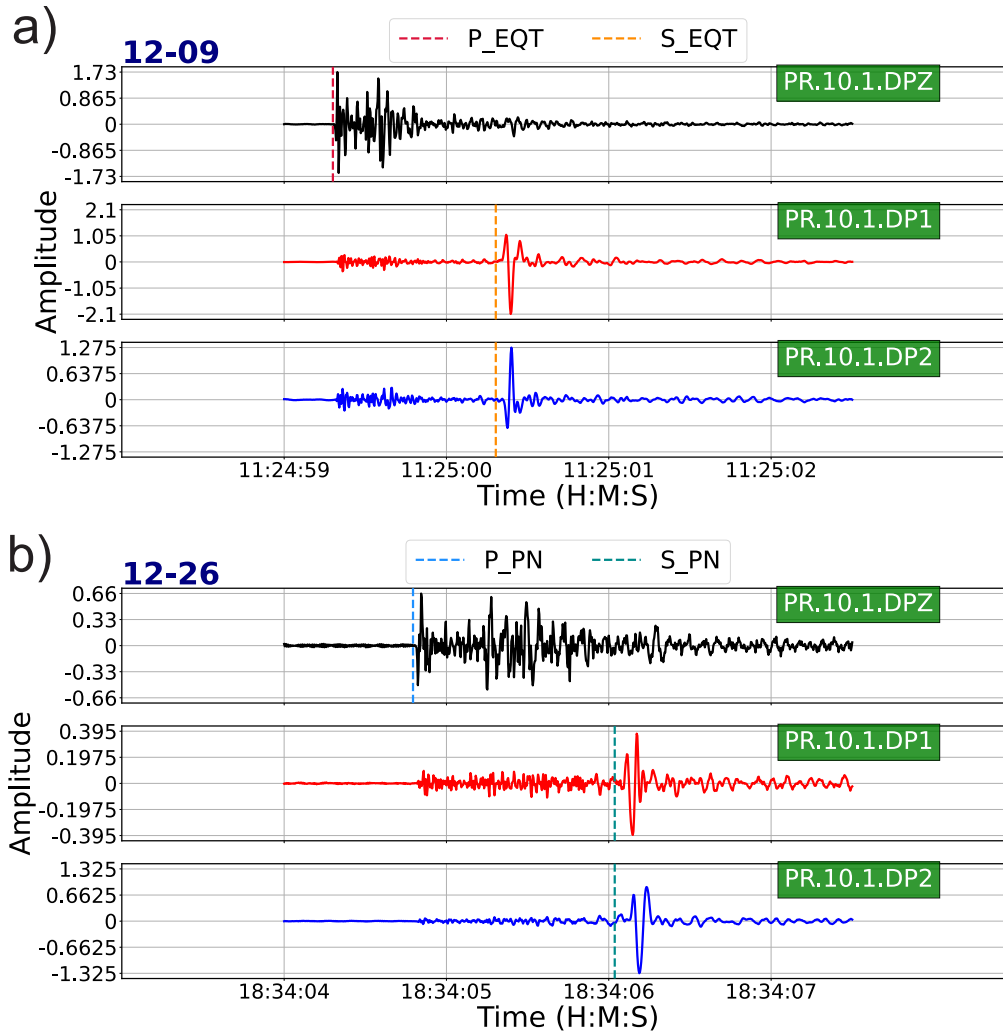 a)
12-09
P_EQT S_EQT
PR.10.1.DPZ
1.73
0.865
0
-0.865
-1.73
PR.10.1.DP1
2.1
1.05
0
-1.05
-2.1
Amplitude
PR.10.1.DP2
1.275
0.6375
0
-0.6375
-1.275
11:24:59 11:25:00 11:25:01 11:25:02
Time (H:M:S)
b)
12-26
P_PN S_PN
PR.10.1.DPZ
0.66
0.33
0
-0.33
-0.66
PR.10.1.DP1
0.395
0.1975
0
-0.1975
-0.395
Amplitude
PR.10.1.DP2
1.325
0.6625
0
-0.6625
-1.325
18:34:04 18:34:05 18:34:06 18:34:07
Time (H:M:S)